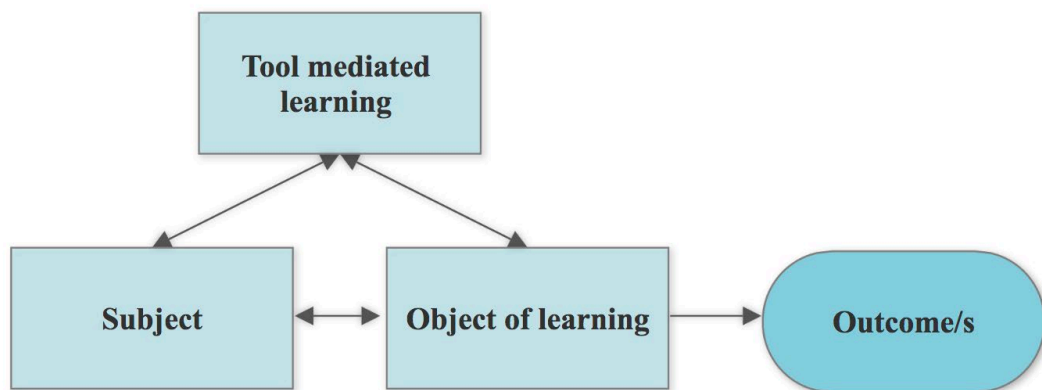 Tool mediated
learning
Subject
Object of learning
Outcome/s